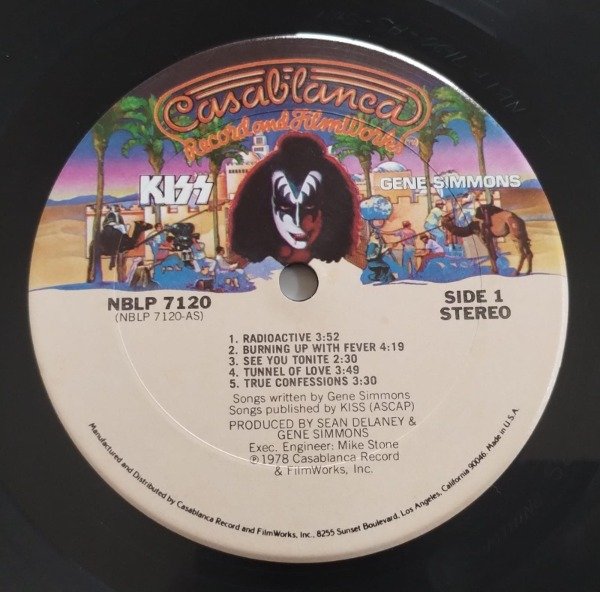 Casablanca
Record and FilmWorks
KISS
GENE SIMMONS
NBLP 7120
(NBLP 7120-AS)
SIDE 1
STEREO
1. RADIOACTIVE 3:52
2. BURNING UP WITH FEVER 4:19
3. SEE YOU TONITE 2:30
4. TUNNEL OF LOVE 3:49
5. TRUE CONFESSIONS 3:30
Songs written by Gene Simmons
Songs published by KISS (ASCAP)
PRODUCED BY SEAN DELANEY &
GENE SIMMONS
Exec. Engineer: Mike Stone
℗ 1978 Casablanca Record
& FilmWorks, Inc.
Manufactured and Distributed by Casablanca Record and FilmWorks, Inc., 8255 Sunset Boulevard, Los Angeles, California 90046 Made in U.S.A.